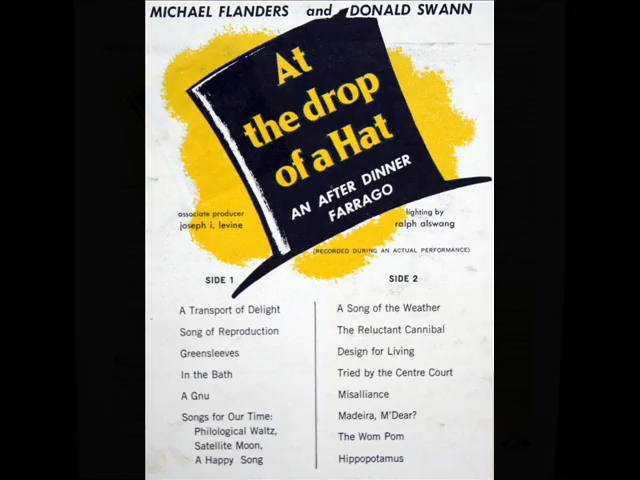 MICHAEL FLANDERS and DONALD SWANN
At
the drop
of a Hat
AN AFTER DINNER
FARRAGO
associate producer
joseph i. levine
lighting by
ralph alswang
(RECORDED DURING AN ACTUAL PERFORMANCE)
SIDE 1
A Transport of Delight
Song of Reproduction
Greensleeves
In the Bath
A Gnu
Songs for Our Time:
Philological Waltz,
Satellite Moon,
A Happy Song
SIDE 2
A Song of the Weather
The Reluctant Cannibal
Design for Living
Tried by the Centre Court
Misalliance
Madeira, M'Dear?
The Wom Pom
Hippopotamus